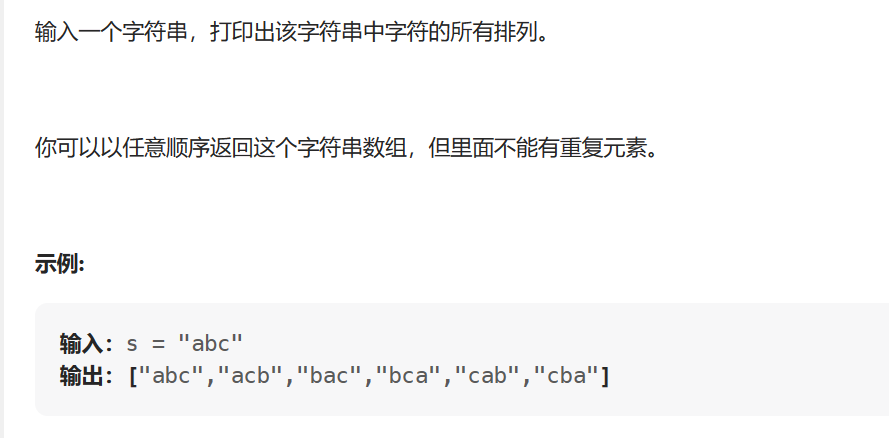 输入一个字符串，打印出该字符串中字符的所有排列。
你可以以任意顺序返回这个字符串数组，但里面不能有重复元素。
示例:
输入：s = "abc"
输出：["abc","acb","bac","bca","cab","cba"]